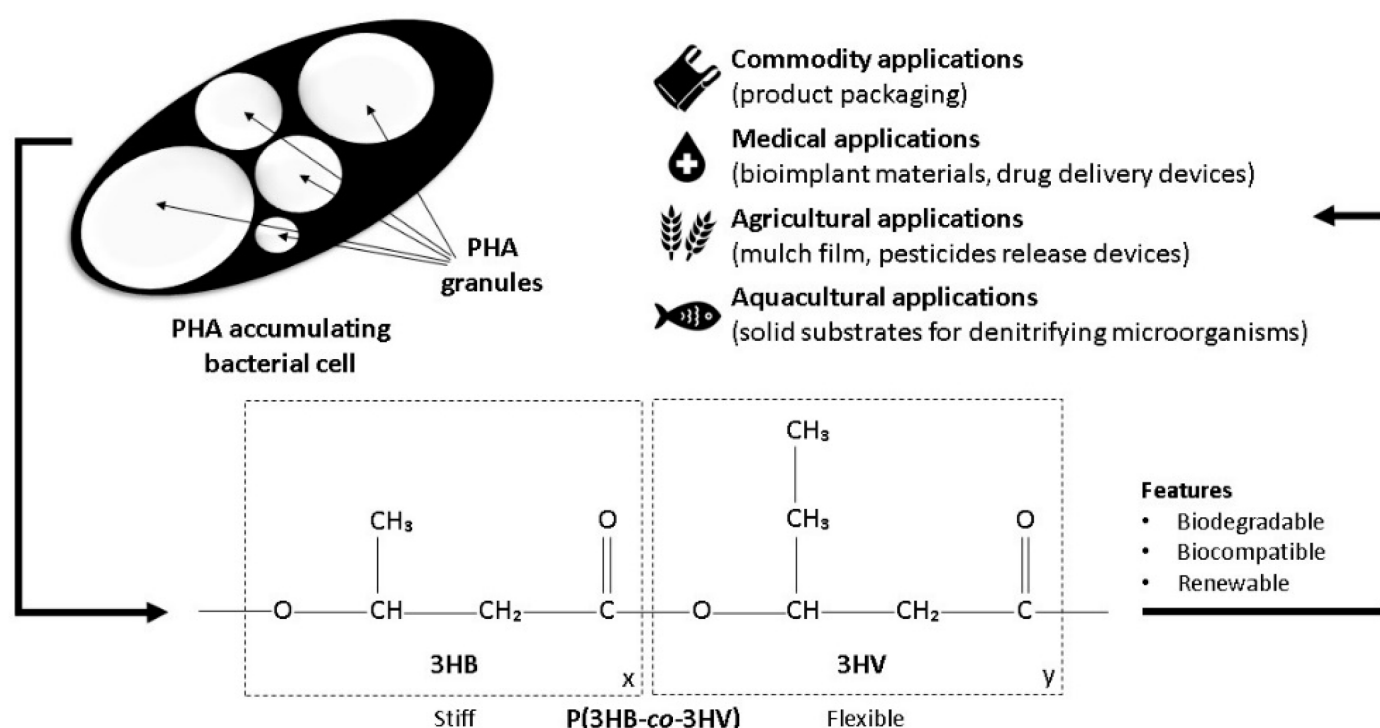 Commodity applications
(product packaging)
Medical applications
(bioimplant materials, drug delivery devices)
Agricultural applications
(mulch film, pesticides release devices)
Aquacultural applications
(solid substrates for denitrifying microorganisms)
PHA
granules
PHA accumulating
bacterial cell
CH₃
CH₃ O CH₃ O
O CH CH₂ C O CH CH₂ C
3HB 3HV
x y
Stiff P(3HB-co-3HV) Flexible
Features
• Biodegradable
• Biocompatible
• Renewable